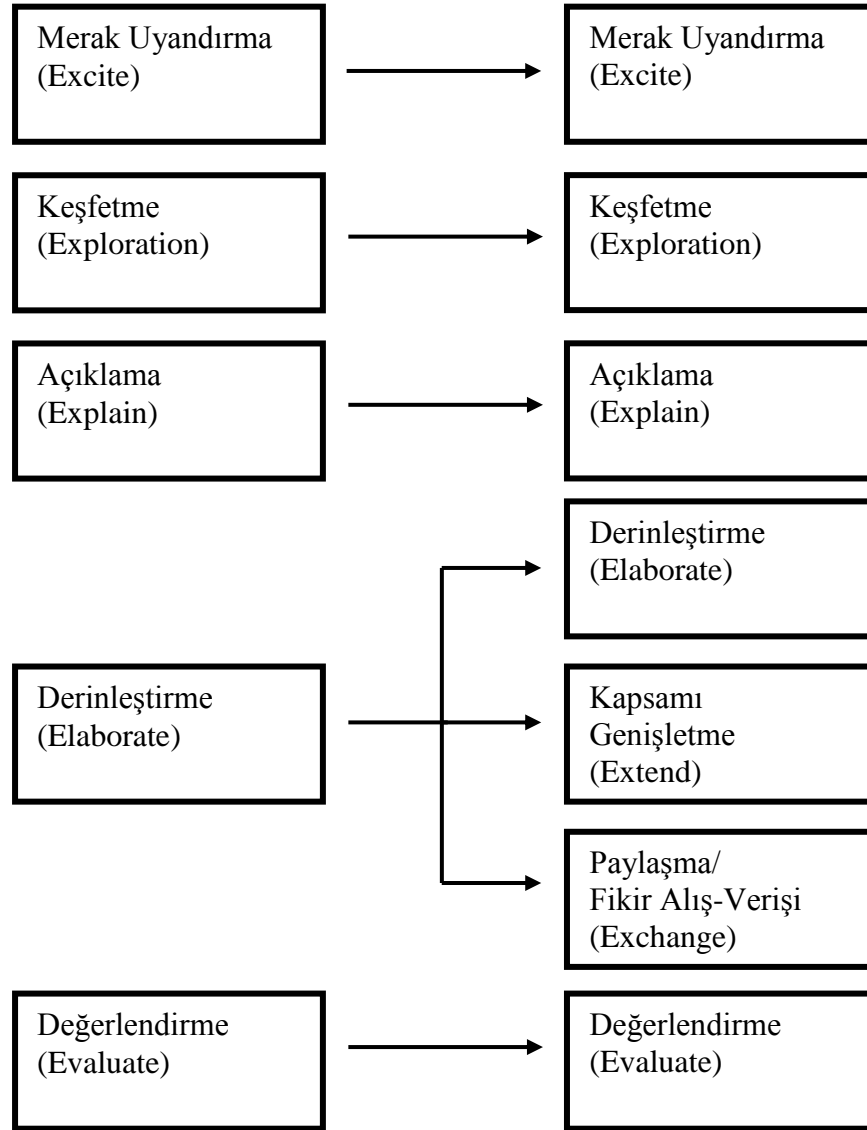 Merak Uyandırma
(Excite)
Merak Uyandırma
(Excite)
Keşfetme
(Exploration)
Keşfetme
(Exploration)
Açıklama
(Explain)
Açıklama
(Explain)
Derinleştirme
(Elaborate)
Derinleştirme
(Elaborate)
Kapsamı
Genişletme
(Extend)
Paylaşma/
Fikir Alış-Verişi
(Exchange)
Değerlendirme
(Evaluate)
Değerlendirme
(Evaluate)